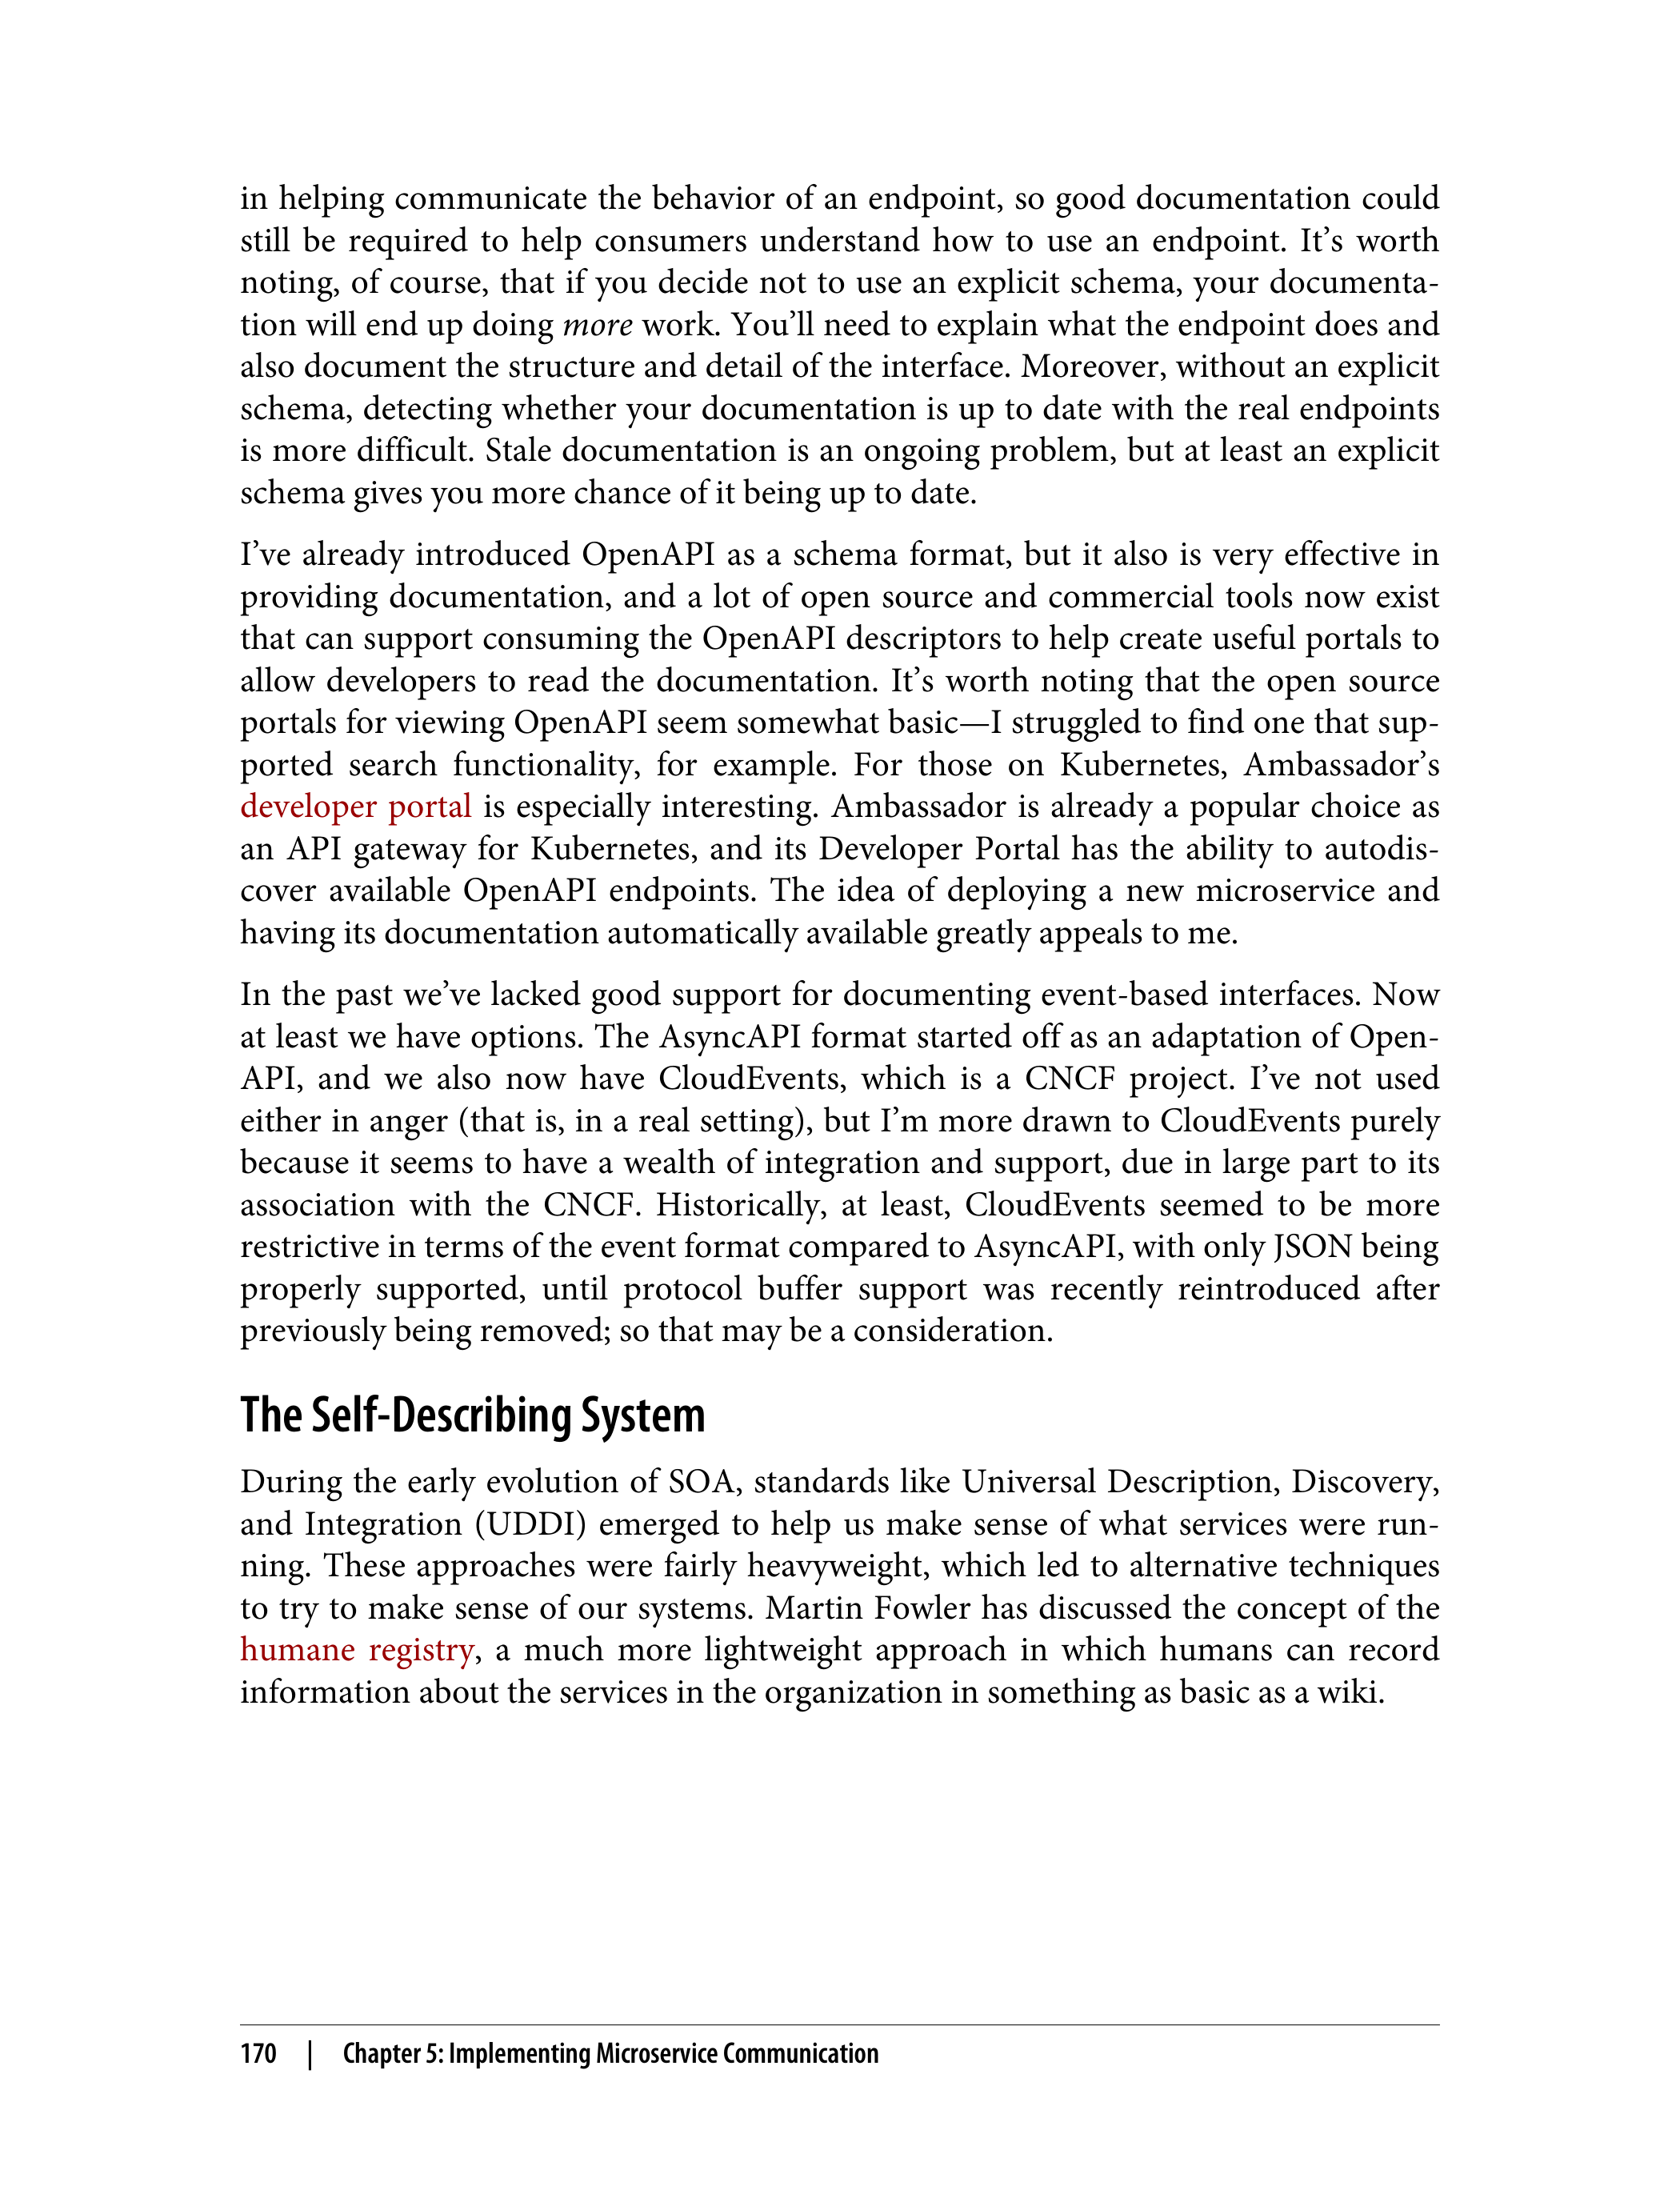 in helping communicate the behavior of an endpoint, so good documentation could
still be required to help consumers understand how to use an endpoint. It’s worth
noting, of course, that if you decide not to use an explicit schema, your documenta-
tion will end up doing more work. You’ll need to explain what the endpoint does and
also document the structure and detail of the interface. Moreover, without an explicit
schema, detecting whether your documentation is up to date with the real endpoints
is more difficult. Stale documentation is an ongoing problem, but at least an explicit
schema gives you more chance of it being up to date.
I’ve already introduced OpenAPI as a schema format, but it also is very effective in
providing documentation, and a lot of open source and commercial tools now exist
that can support consuming the OpenAPI descriptors to help create useful portals to
allow developers to read the documentation. It’s worth noting that the open source
portals for viewing OpenAPI seem somewhat basic—I struggled to find one that sup-
ported search functionality, for example. For those on Kubernetes, Ambassador’s
developer portal is especially interesting. Ambassador is already a popular choice as
an API gateway for Kubernetes, and its Developer Portal has the ability to autodis-
cover available OpenAPI endpoints. The idea of deploying a new microservice and
having its documentation automatically available greatly appeals to me.
In the past we’ve lacked good support for documenting event-based interfaces. Now
at least we have options. The AsyncAPI format started off as an adaptation of Open-
API, and we also now have CloudEvents, which is a CNCF project. I’ve not used
either in anger (that is, in a real setting), but I’m more drawn to CloudEvents purely
because it seems to have a wealth of integration and support, due in large part to its
association with the CNCF. Historically, at least, CloudEvents seemed to be more
restrictive in terms of the event format compared to AsyncAPI, with only JSON being
properly supported, until protocol buffer support was recently reintroduced after
previously being removed; so that may be a consideration.
The Self-Describing System
During the early evolution of SOA, standards like Universal Description, Discovery,
and Integration (UDDI) emerged to help us make sense of what services were run-
ning. These approaches were fairly heavyweight, which led to alternative techniques
to try to make sense of our systems. Martin Fowler has discussed the concept of the
humane registry, a much more lightweight approach in which humans can record
information about the services in the organization in something as basic as a wiki.
170 | Chapter 5: Implementing Microservice Communication